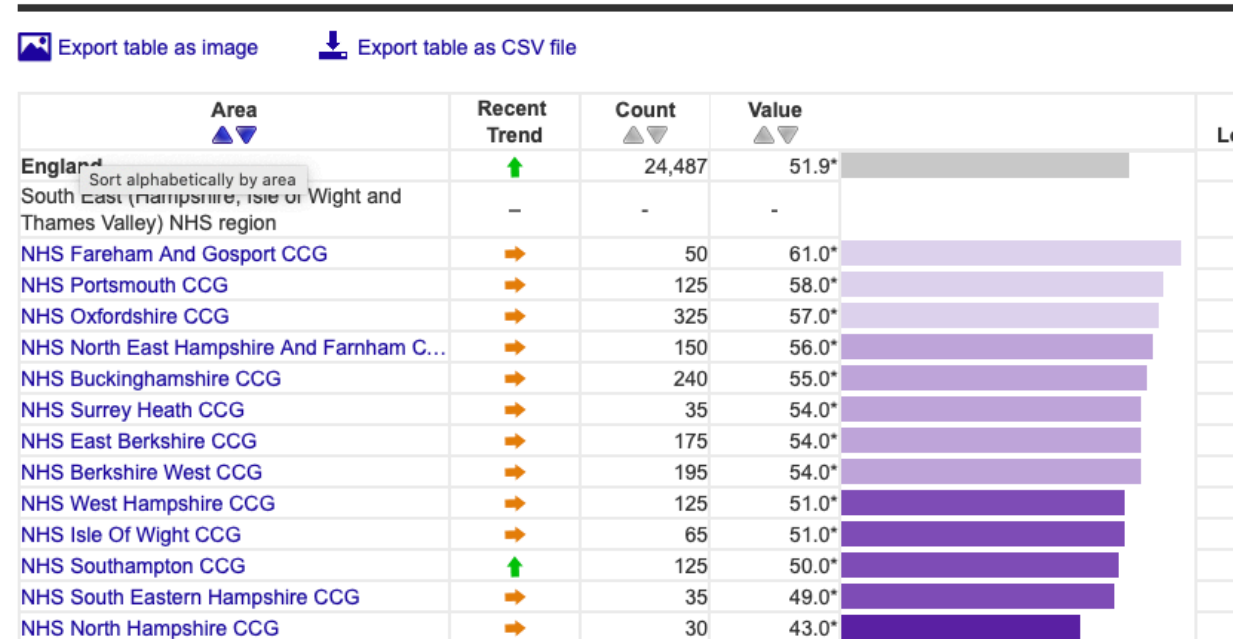 Export table as image Export table as CSV file
Area Recent Trend Count Value
England 24,487 51.9*
Sort alphabetically by area
South East (Hampshire, Isle of Wight and
Thames Valley) NHS region – - -
NHS Fareham And Gosport CCG 50 61.0*
NHS Portsmouth CCG 125 58.0*
NHS Oxfordshire CCG 325 57.0*
NHS North East Hampshire And Farnham C... 150 56.0*
NHS Buckinghamshire CCG 240 55.0*
NHS Surrey Heath CCG 35 54.0*
NHS East Berkshire CCG 175 54.0*
NHS Berkshire West CCG 195 54.0*
NHS West Hampshire CCG 125 51.0*
NHS Isle Of Wight CCG 65 51.0*
NHS Southampton CCG 125 50.0*
NHS South Eastern Hampshire CCG 35 49.0*
NHS North Hampshire CCG 30 43.0*